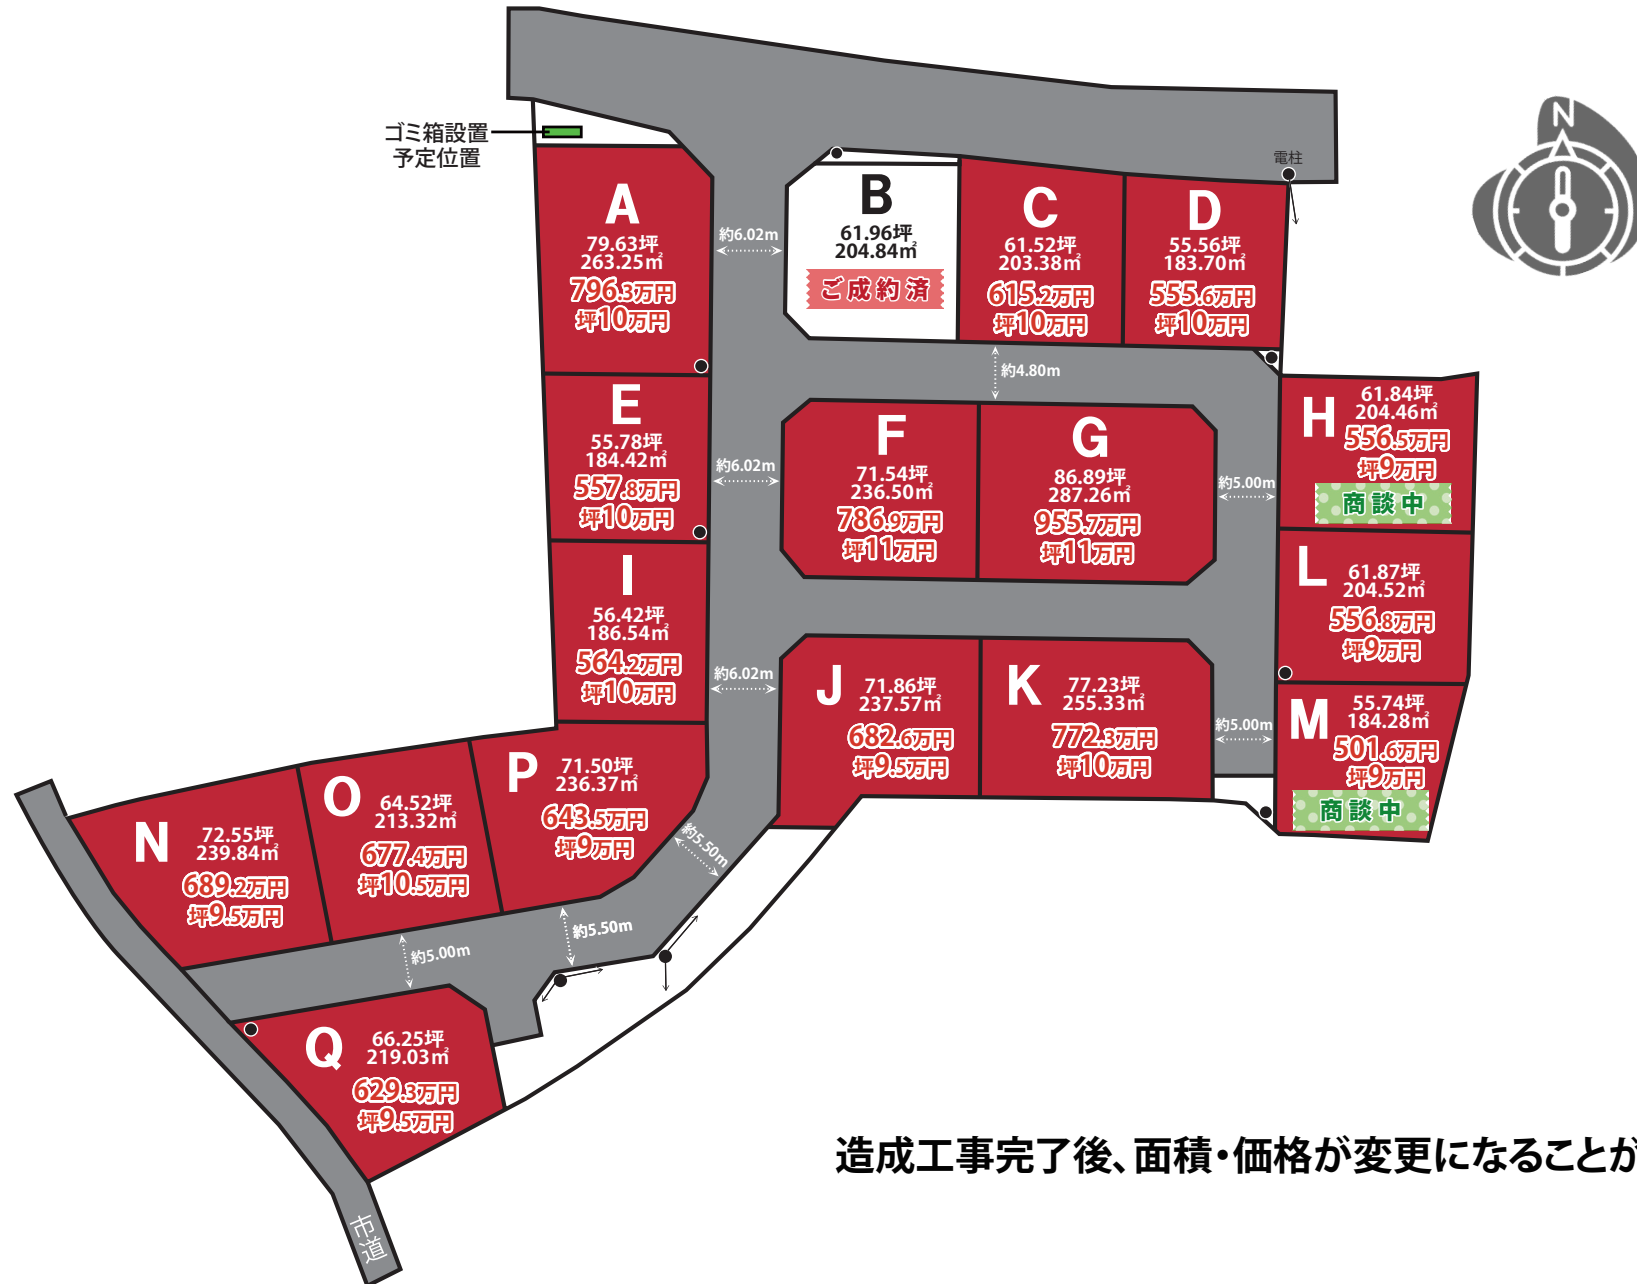 ゴミ箱設置
予定位置
N
電柱
A
79.63坪
263.25㎡
796.3万円
坪10万円
約6.02m
B
61.96坪
204.84㎡
ご成約済
C
61.52坪
203.38㎡
615.2万円
坪10万円
D
55.56坪
183.70㎡
555.6万円
坪10万円
約4.80m
E
55.78坪
184.42㎡
557.8万円
坪10万円
約6.02m
F
71.54坪
236.50㎡
786.9万円
坪11万円
G
86.89坪
287.26㎡
955.7万円
坪11万円
約5.00m
H
61.84坪
204.46㎡
556.5万円
坪9万円
商談中
I
56.42坪
186.54㎡
564.2万円
坪10万円
約6.02m
J
71.86坪
237.57㎡
682.6万円
坪9.5万円
K
77.23坪
255.33㎡
772.3万円
坪10万円
約5.00m
L
61.87坪
204.52㎡
556.8万円
坪9万円
M
55.74坪
184.28㎡
501.6万円
坪9万円
商談中
N
72.55坪
239.84㎡
689.2万円
坪9.5万円
O
64.52坪
213.32㎡
677.4万円
坪10.5万円
P
71.50坪
236.37㎡
643.5万円
坪9万円
約5.50m
約5.50m
約5.00m
Q
66.25坪
219.03㎡
629.3万円
坪9.5万円
市道
造成工事完了後、面積・価格が変更になることが